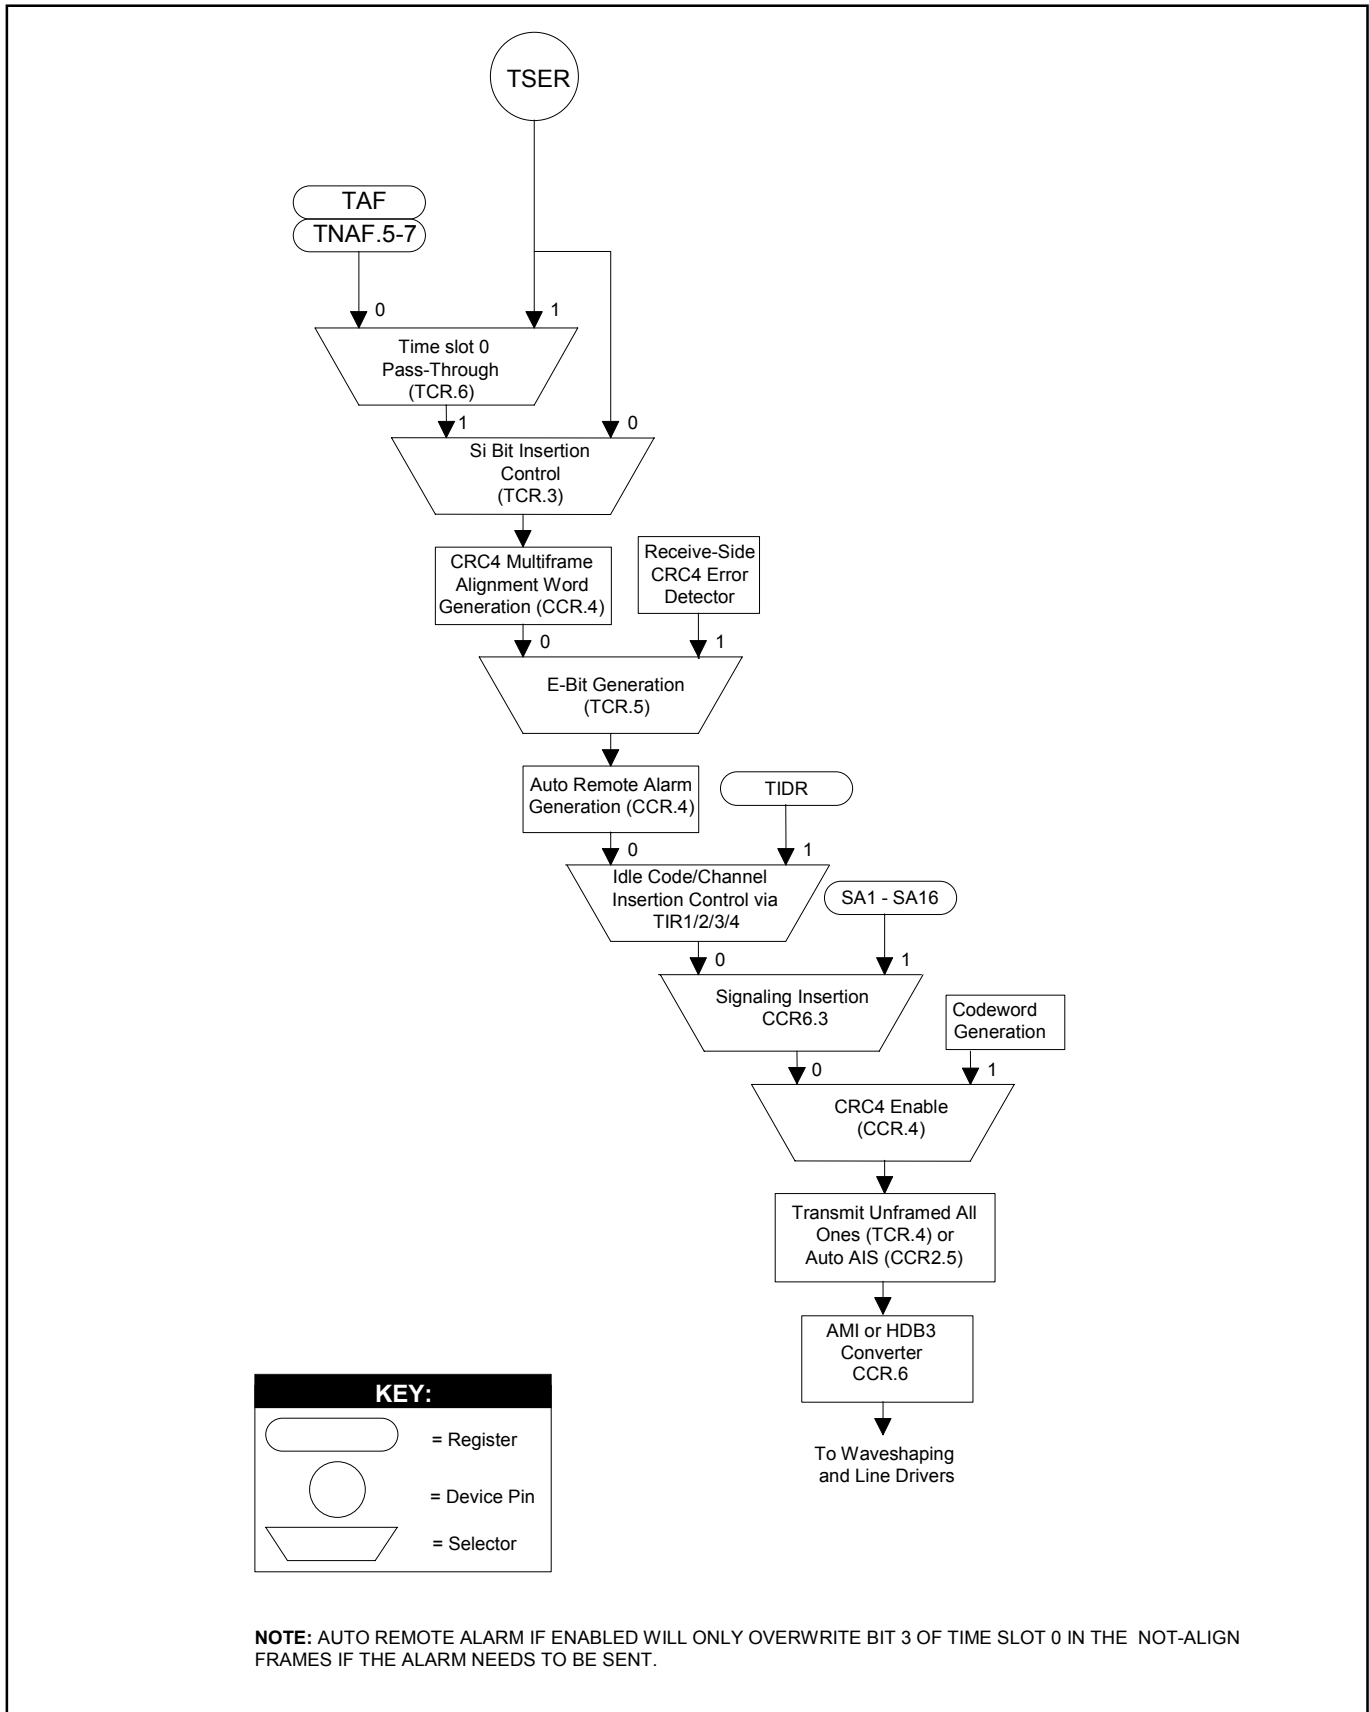 TSER
TAF
TNAF.5-7
0
1
Time slot 0
Pass-Through
(TCR.6)
1
0
Si Bit Insertion
Control
(TCR.3)
CRC4 Multiframe
Alignment Word
Generation (CCR.4)
Receive-Side
CRC4 Error
Detector
0
1
E-Bit Generation
(TCR.5)
Auto Remote Alarm
Generation (CCR.4)
TIDR
0
1
Idle Code/Channel
Insertion Control via
TIR1/2/3/4
SA1 - SA16
0
1
Signaling Insertion
CCR6.3
Codeword
Generation
0
1
CRC4 Enable
(CCR.4)
Transmit Unframed All
Ones (TCR.4) or
Auto AIS (CCR2.5)
AMI or HDB3
Converter
CCR.6
To Waveshaping
and Line Drivers
KEY:
= Register
= Device Pin
= Selector
NOTE: AUTO REMOTE ALARM IF ENABLED WILL ONLY OVERWRITE BIT 3 OF TIME SLOT 0 IN THE NOT-ALIGN
FRAMES IF THE ALARM NEEDS TO BE SENT.